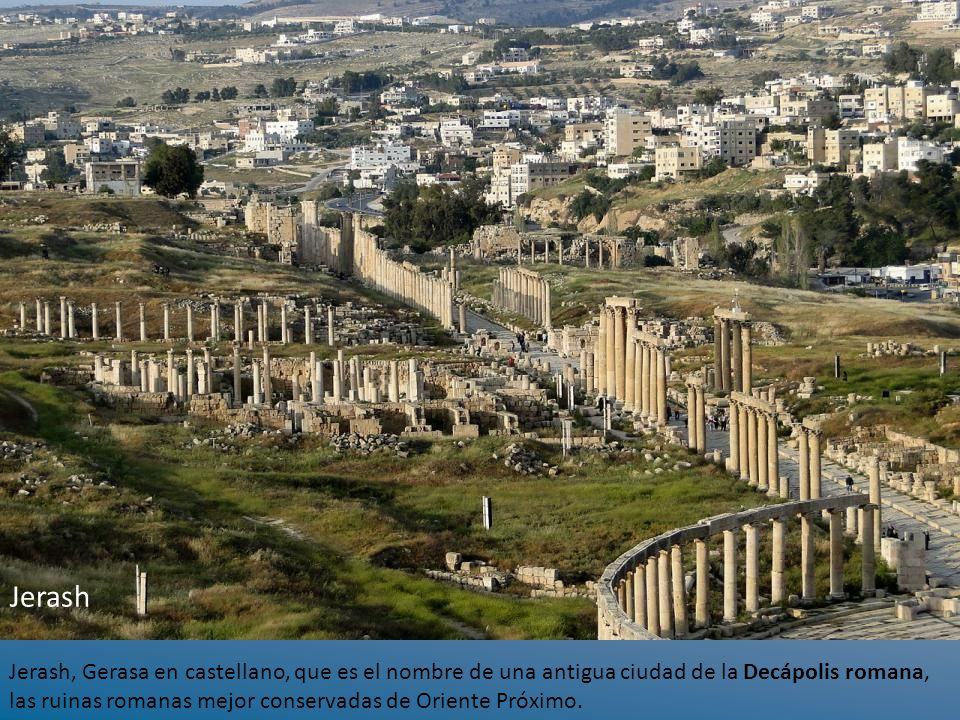 Jerash
Jerash, Gerasa en castellano, que es el nombre de una antigua ciudad de la Decápolis romana,
las ruinas romanas mejor conservadas de Oriente Próximo.